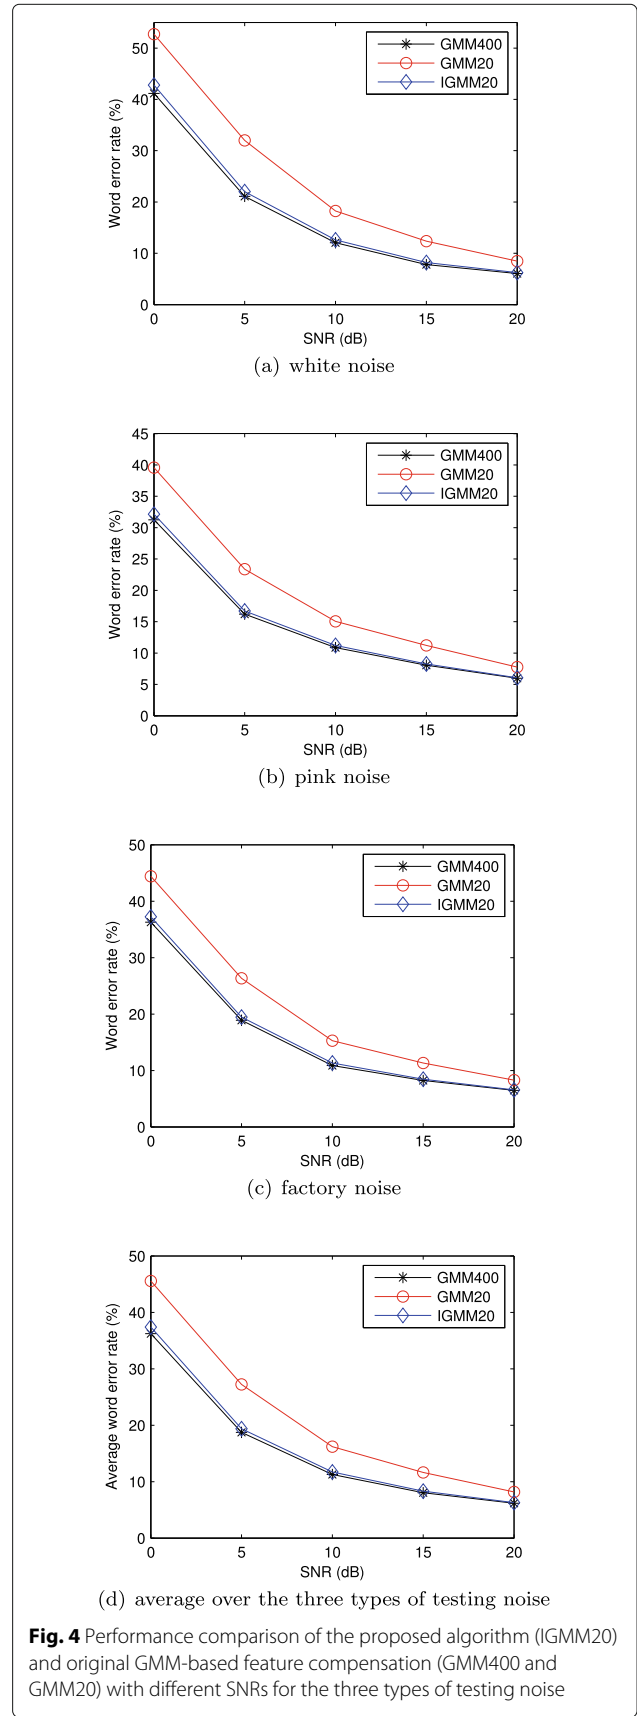 GMM400
GMM20
IGMM20
Word error rate (%)
50
40
30
20
10
0
0 5 10 15 20
SNR (dB)
(a) white noise
GMM400
GMM20
IGMM20
Word error rate (%)
45
40
35
30
25
20
15
10
5
0
0 5 10 15 20
SNR (dB)
(b) pink noise
GMM400
GMM20
IGMM20
Word error rate (%)
50
40
30
20
10
0
0 5 10 15 20
SNR (dB)
(c) factory noise
GMM400
GMM20
IGMM20
Average word error rate (%)
50
40
30
20
10
0
0 5 10 15 20
SNR (dB)
(d) average over the three types of testing noise
Fig. 4 Performance comparison of the proposed algorithm (IGMM20)
and original GMM-based feature compensation (GMM400 and
GMM20) with different SNRs for the three types of testing noise